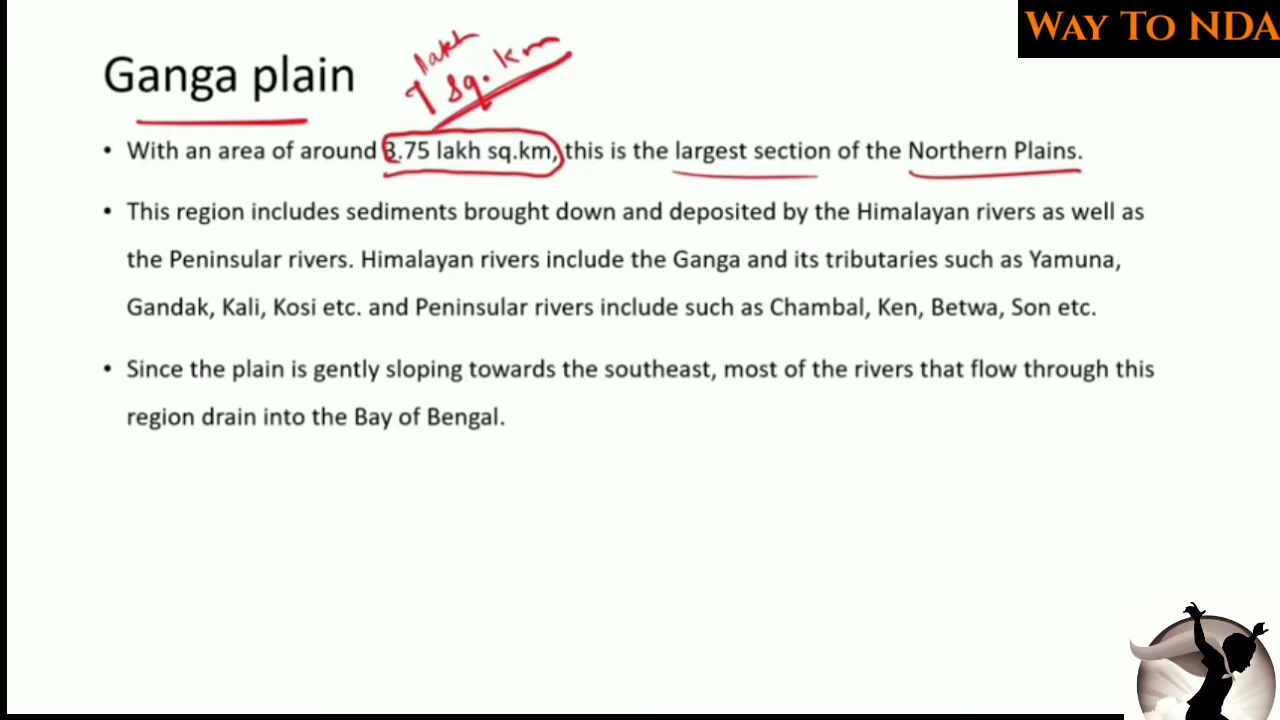 WAY TO NDA
7 lakh
sq. km
Ganga plain
• With an area of around 3.75 lakh sq.km, this is the largest section of the Northern Plains.
• This region includes sediments brought down and deposited by the Himalayan rivers as well as
the Peninsular rivers. Himalayan rivers include the Ganga and its tributaries such as Yamuna,
Gandak, Kali, Kosi etc. and Peninsular rivers include such as Chambal, Ken, Betwa, Son etc.
• Since the plain is gently sloping towards the southeast, most of the rivers that flow through this
region drain into the Bay of Bengal.